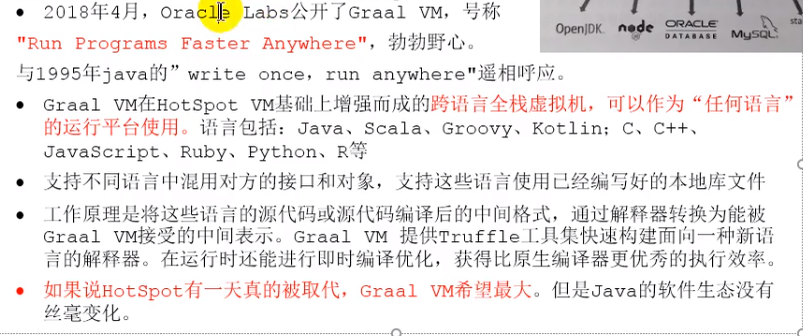 OpenJDK node ORACLE DATABASE MySQL
• 2018年4月，Oracle Labs公开了Graal VM，号称
"Run Programs Faster Anywhere"，勃勃野心。
与1995年java的”write once，run anywhere"遥相呼应。
• Graal VM在HotSpot VM基础上增强而成的跨语言全栈虚拟机，可以作为“任何语言”
的运行平台使用。语言包括：Java、Scala、Groovy、Kotlin；C、C++、
JavaScript、Ruby、Python、R等
• 支持不同语言中混用对方的接口和对象，支持这些语言使用已经编写好的本地库文件
• 工作原理是将这些语言的源代码或源代码编译后的中间格式，通过解释器转换为能被
Graal VM接受的中间表示。Graal VM 提供Truffle工具集快速构建面向一种新语
言的解释器。在运行时还能进行即时编译优化，获得比原生编译器更优秀的执行效率。
• 如果说HotSpot有一天真的被取代，Graal VM希望最大。但是Java的软件生态没有
丝毫变化。